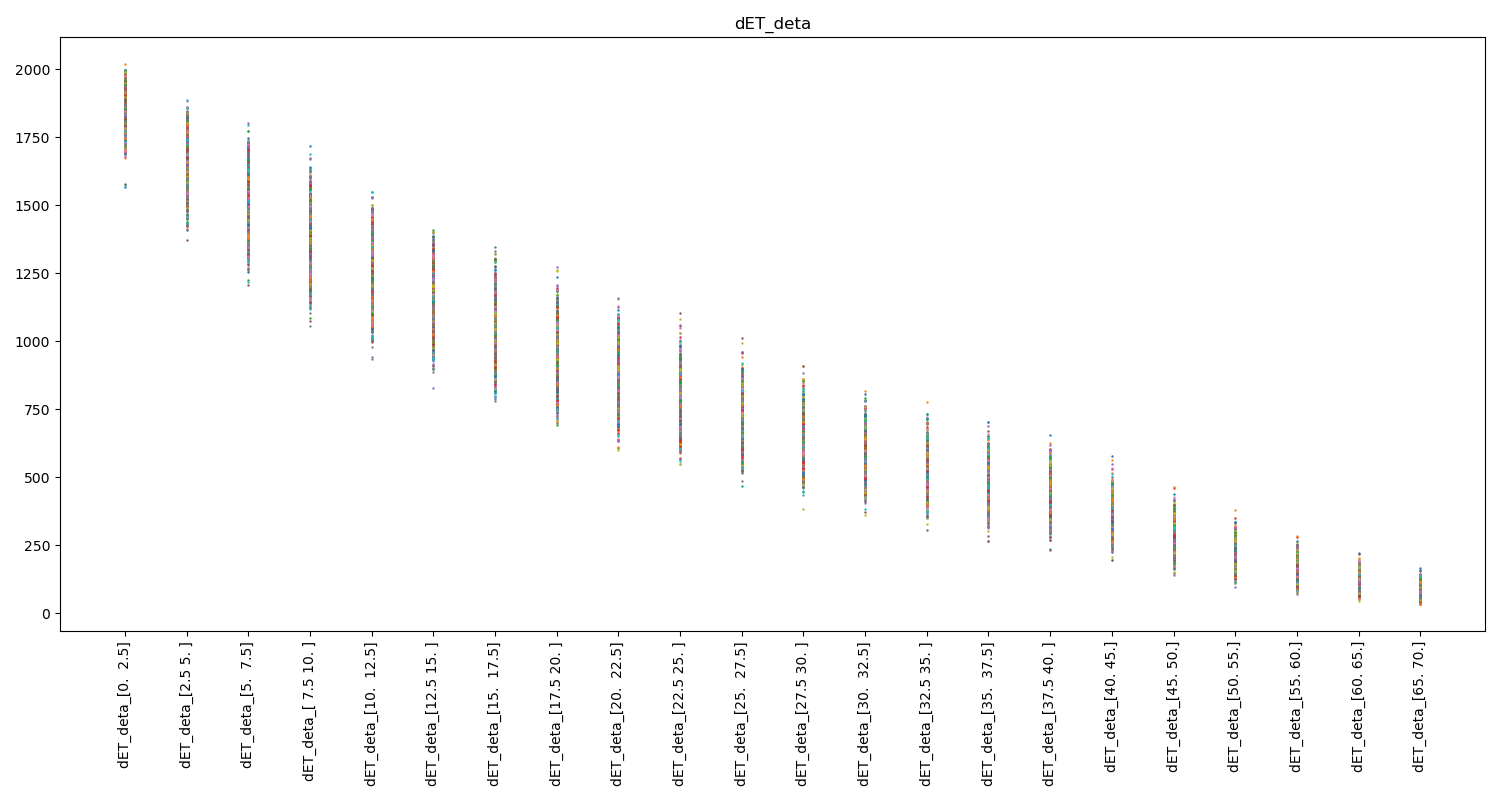 dET_deta
2000
1750
1500
1250
1000
750
500
250
0
dET_deta_[0.  2.5]
dET_deta_[2.5 5. ]
dET_deta_[5.  7.5]
dET_deta_[ 7.5 10. ]
dET_deta_[10.  12.5]
dET_deta_[12.5 15. ]
dET_deta_[15.  17.5]
dET_deta_[17.5 20. ]
dET_deta_[20.  22.5]
dET_deta_[22.5 25. ]
dET_deta_[25.  27.5]
dET_deta_[27.5 30. ]
dET_deta_[30.  32.5]
dET_deta_[32.5 35. ]
dET_deta_[35.  37.5]
dET_deta_[37.5 40. ]
dET_deta_[40. 45.]
dET_deta_[45. 50.]
dET_deta_[50. 55.]
dET_deta_[55. 60.]
dET_deta_[60. 65.]
dET_deta_[65. 70.]